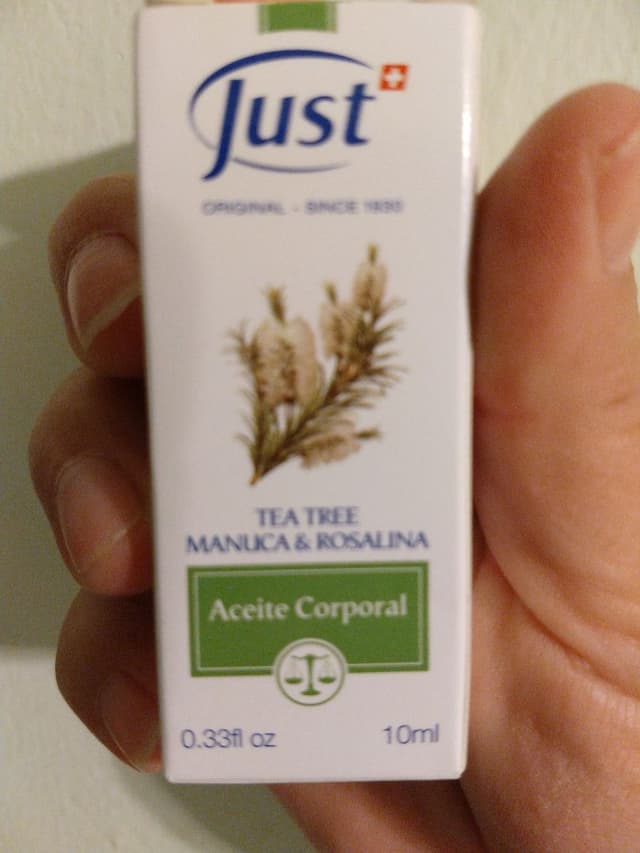 Just
ORIGINAL - SINCE 1930
TEA TREE
MANUCA & ROSALINA
Aceite Corporal
0.33fl oz 10ml